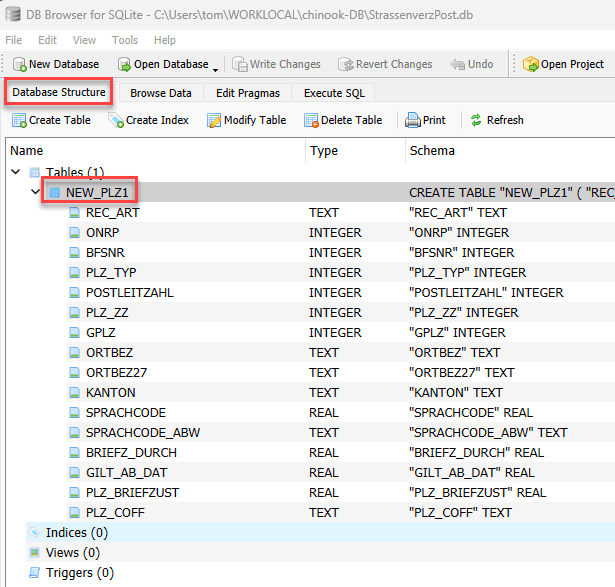 DB Browser for SQLite - C:\Users\tom\WORKLOCAL\chinook-DB\StrassenverzPost.db
File Edit View Tools Help
New Database Open Database Write Changes Revert Changes Undo Open Project
Database Structure Browse Data Edit Pragmas Execute SQL
Create Table Create Index Modify Table Delete Table Print Refresh
Name Type Schema
Tables (1)
NEW_PLZ1 CREATE TABLE "NEW_PLZ1" ( "REC_
REC_ART TEXT "REC_ART" TEXT
ONRP INTEGER "ONRP" INTEGER
BFSNR INTEGER "BFSNR" INTEGER
PLZ_TYP INTEGER "PLZ_TYP" INTEGER
POSTLEITZAHL INTEGER "POSTLEITZAHL" INTEGER
PLZ_ZZ INTEGER "PLZ_ZZ" INTEGER
GPLZ INTEGER "GPLZ" INTEGER
ORTBEZ TEXT "ORTBEZ" TEXT
ORTBEZ27 TEXT "ORTBEZ27" TEXT
KANTON TEXT "KANTON" TEXT
SPRACHCODE REAL "SPRACHCODE" REAL
SPRACHCODE_ABW TEXT "SPRACHCODE_ABW" TEXT
BRIEFZ_DURCH REAL "BRIEFZ_DURCH" REAL
GILT_AB_DAT REAL "GILT_AB_DAT" REAL
PLZ_BRIEFZUST REAL "PLZ_BRIEFZUST" REAL
PLZ_COFF TEXT "PLZ_COFF" TEXT
Indices (0)
Views (0)
Triggers (0)